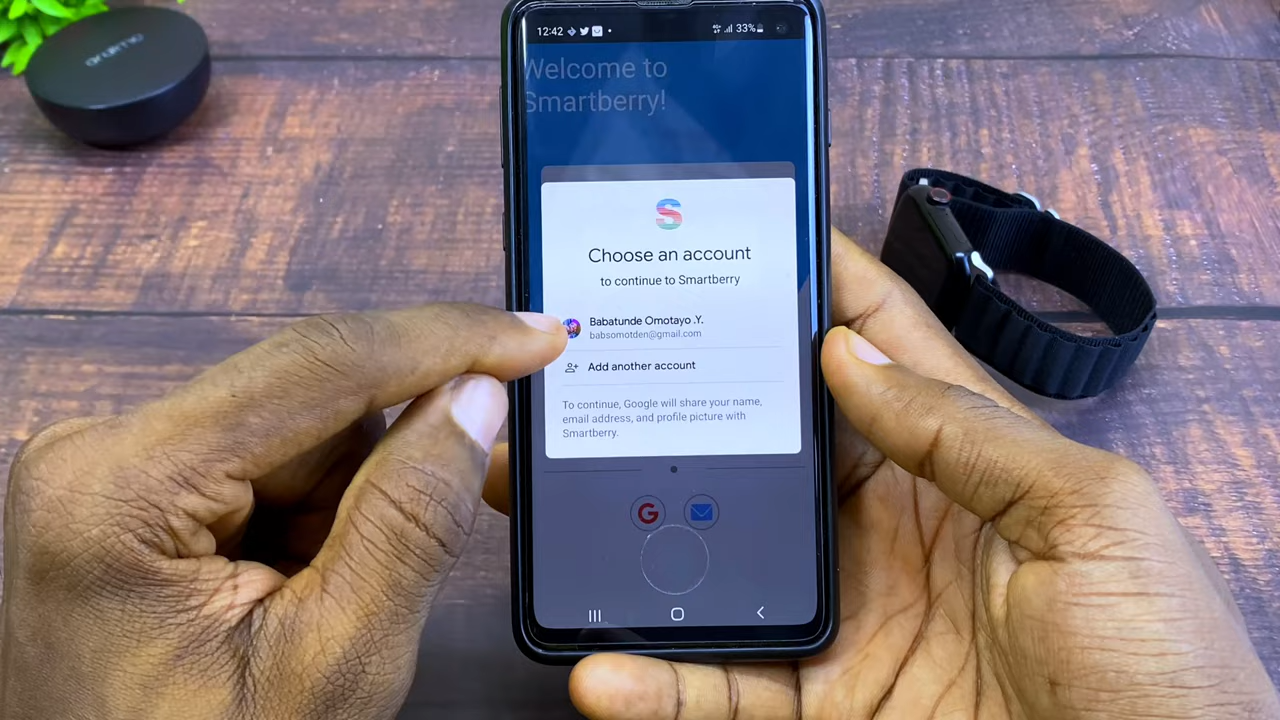 oraimo
12:42
33%
Welcome to
Smartberry!
S
Choose an account
to continue to Smartberry
Babatunde Omotayo .Y.
babsomotden@gmail.com
Add another account
To continue, Google will share your name,
email address, and profile picture with
Smartberry.
G